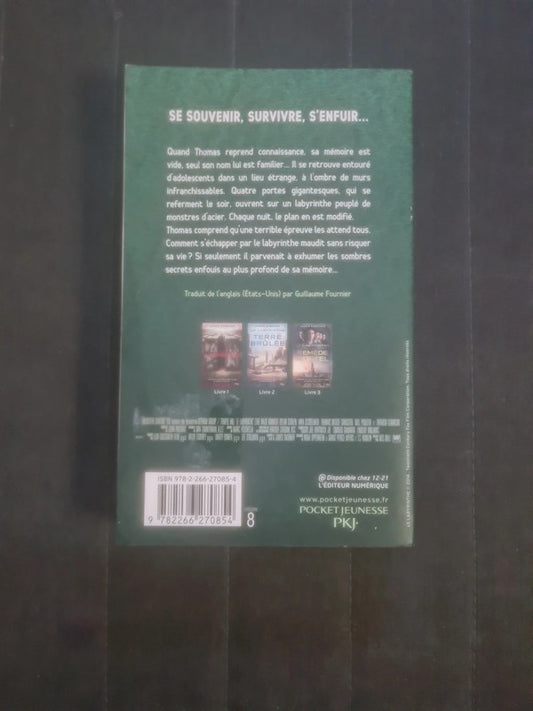 SE SOUVENIR, SURVIVRE, S'ENFUIR...
Quand Thomas reprend connaissance, sa mémoire est
vide, seul son nom lui est familier... Il se retrouve entouré
d'adolescents dans un lieu étrange, à l'ombre de murs
infranchissables. Quatre portes gigantesques, qui se
referment le soir, ouvrent sur un labyrinthe peuplé de
monstres d'acier. Chaque nuit, le plan en est modifié.
Thomas comprend qu'une terrible épreuve les attend tous.
Comment s'échapper par le labyrinthe maudit sans risquer
sa vie ? Si seulement il parvenait à exhumer les sombres
secrets enfouis au plus profond de sa mémoire...
Traduit de l'anglais (États-Unis) par Guillaume Fournier
TERRE
BRÛLÉE
Livre 1
Livre 2
Livre 3
ISBN 978-2-266-27085-4
9 782266 270854
8
@ Disponible chez 12-21
L'ÉDITEUR NUMÉRIQUE
www.pocketjeunesse.fr
POCKET JEUNESSE
PKJ·